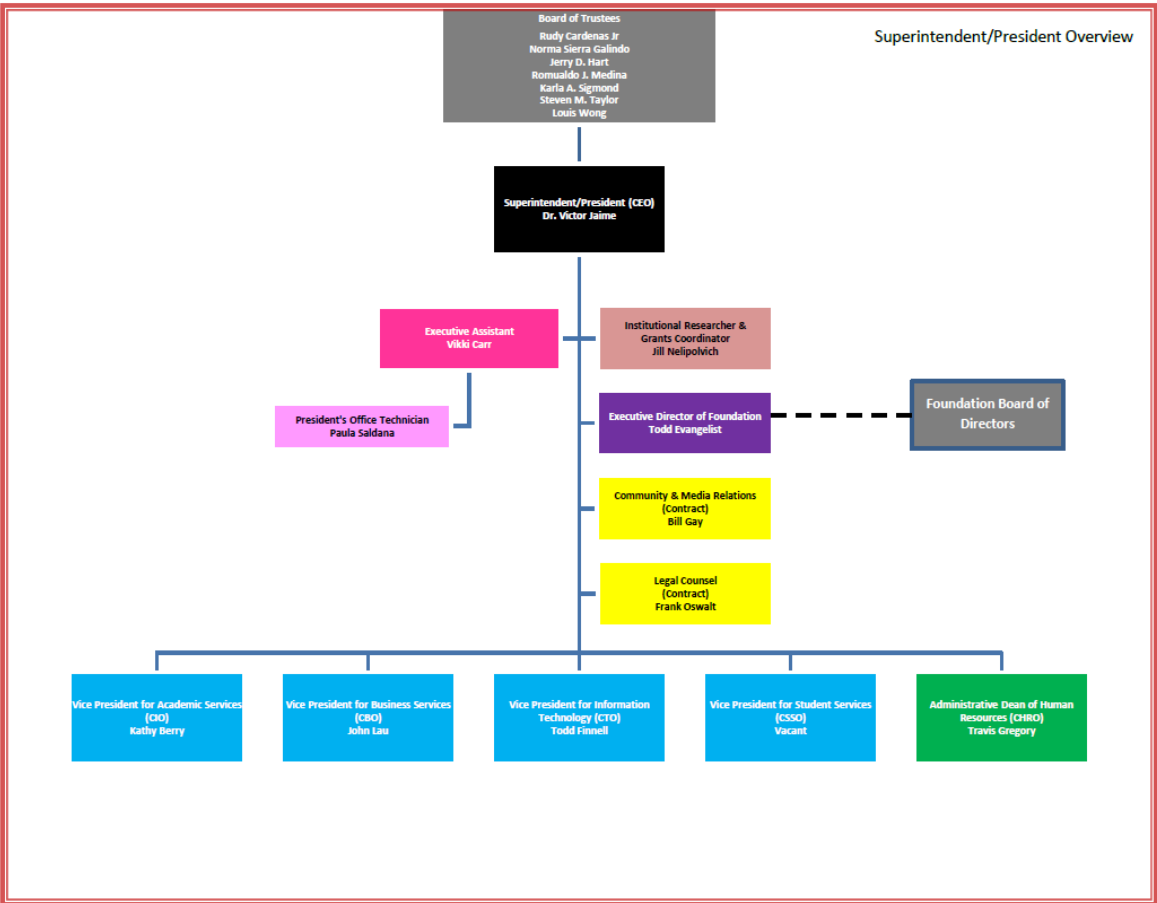 Board of Trustees
Rudy Cardenas Jr
Norma Sierra Galindo
Jerry D. Hart
Romualdo J. Medina
Karla A. Sigmond
Steven M. Taylor
Louis Wong
Superintendent/President Overview
Superintendent/President (CEO)
Dr. Victor Jaime
Executive Assistant
Vikki Carr
Institutional Researcher &
Grants Coordinator
Jill Nelipolvich
President's Office Technician
Paula Saldana
Executive Director of Foundation
Todd Evangelist
Foundation Board of
Directors
Community & Media Relations
(Contract)
Bill Gay
Legal Counsel
(Contract)
Frank Oswalt
Vice President for Academic Services
(CIO)
Kathy Berry
Vice President for Business Services
(CBO)
John Lau
Vice President for Information
Technology (CTO)
Todd Finnell
Vice President for Student Services
(CSSO)
Vacant
Administrative Dean of Human
Resources (CHRO)
Travis Gregory